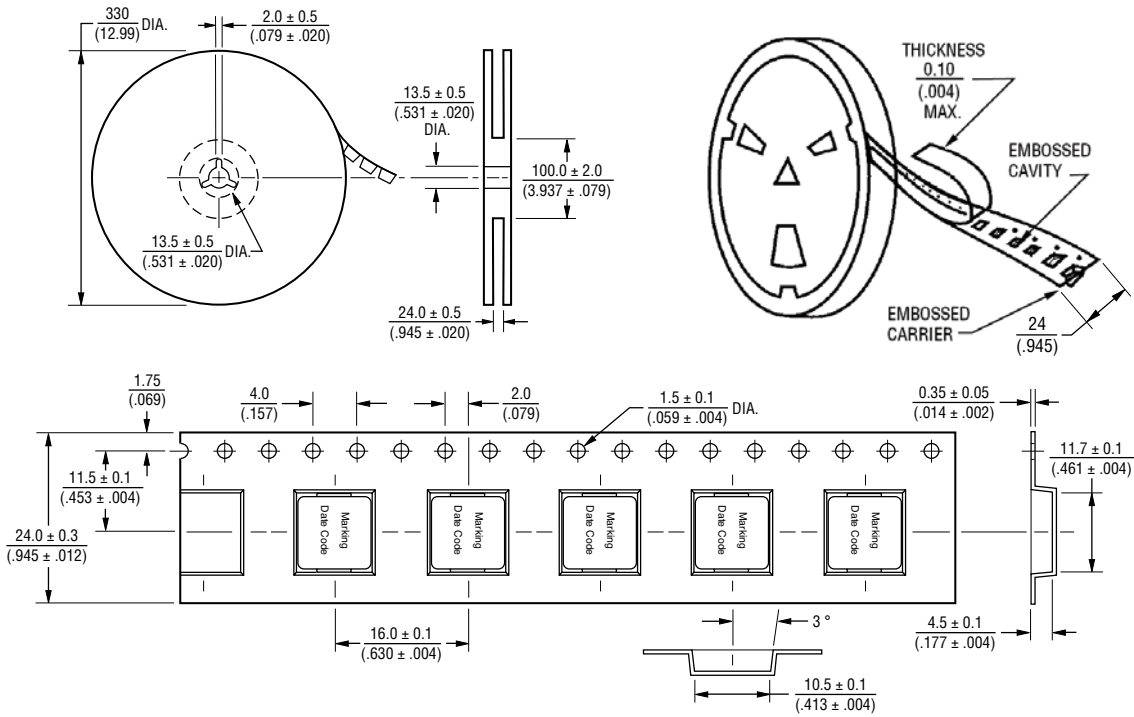 330
(12.99)
DIA.
2.0 ± 0.5
(.079 ± .020)
13.5 ± 0.5
(.531 ± .020)
DIA.
100.0 ± 2.0
(3.937 ± .079)
13.5 ± 0.5
(.531 ± .020)
DIA.
24.0 ± 0.5
(.945 ± .020)
THICKNESS
0.10
(.004)
MAX.
EMBOSSED
CAVITY
EMBOSSED
CARRIER
24
(.945)
1.75
(.069)
4.0
(.157)
2.0
(.079)
1.5 ± 0.1
(.059 ± .004)
DIA.
0.35 ± 0.05
(.014 ± .002)
11.5 ± 0.1
(.453 ± .004)
11.7 ± 0.1
(.461 ± .004)
24.0 ± 0.3
(.945 ± .012)
Marking
Date Code
Marking
Date Code
Marking
Date Code
Marking
Date Code
Marking
Date Code
16.0 ± 0.1
(.630 ± .004)
3 °
4.5 ± 0.1
(.177 ± .004)
10.5 ± 0.1
(.413 ± .004)